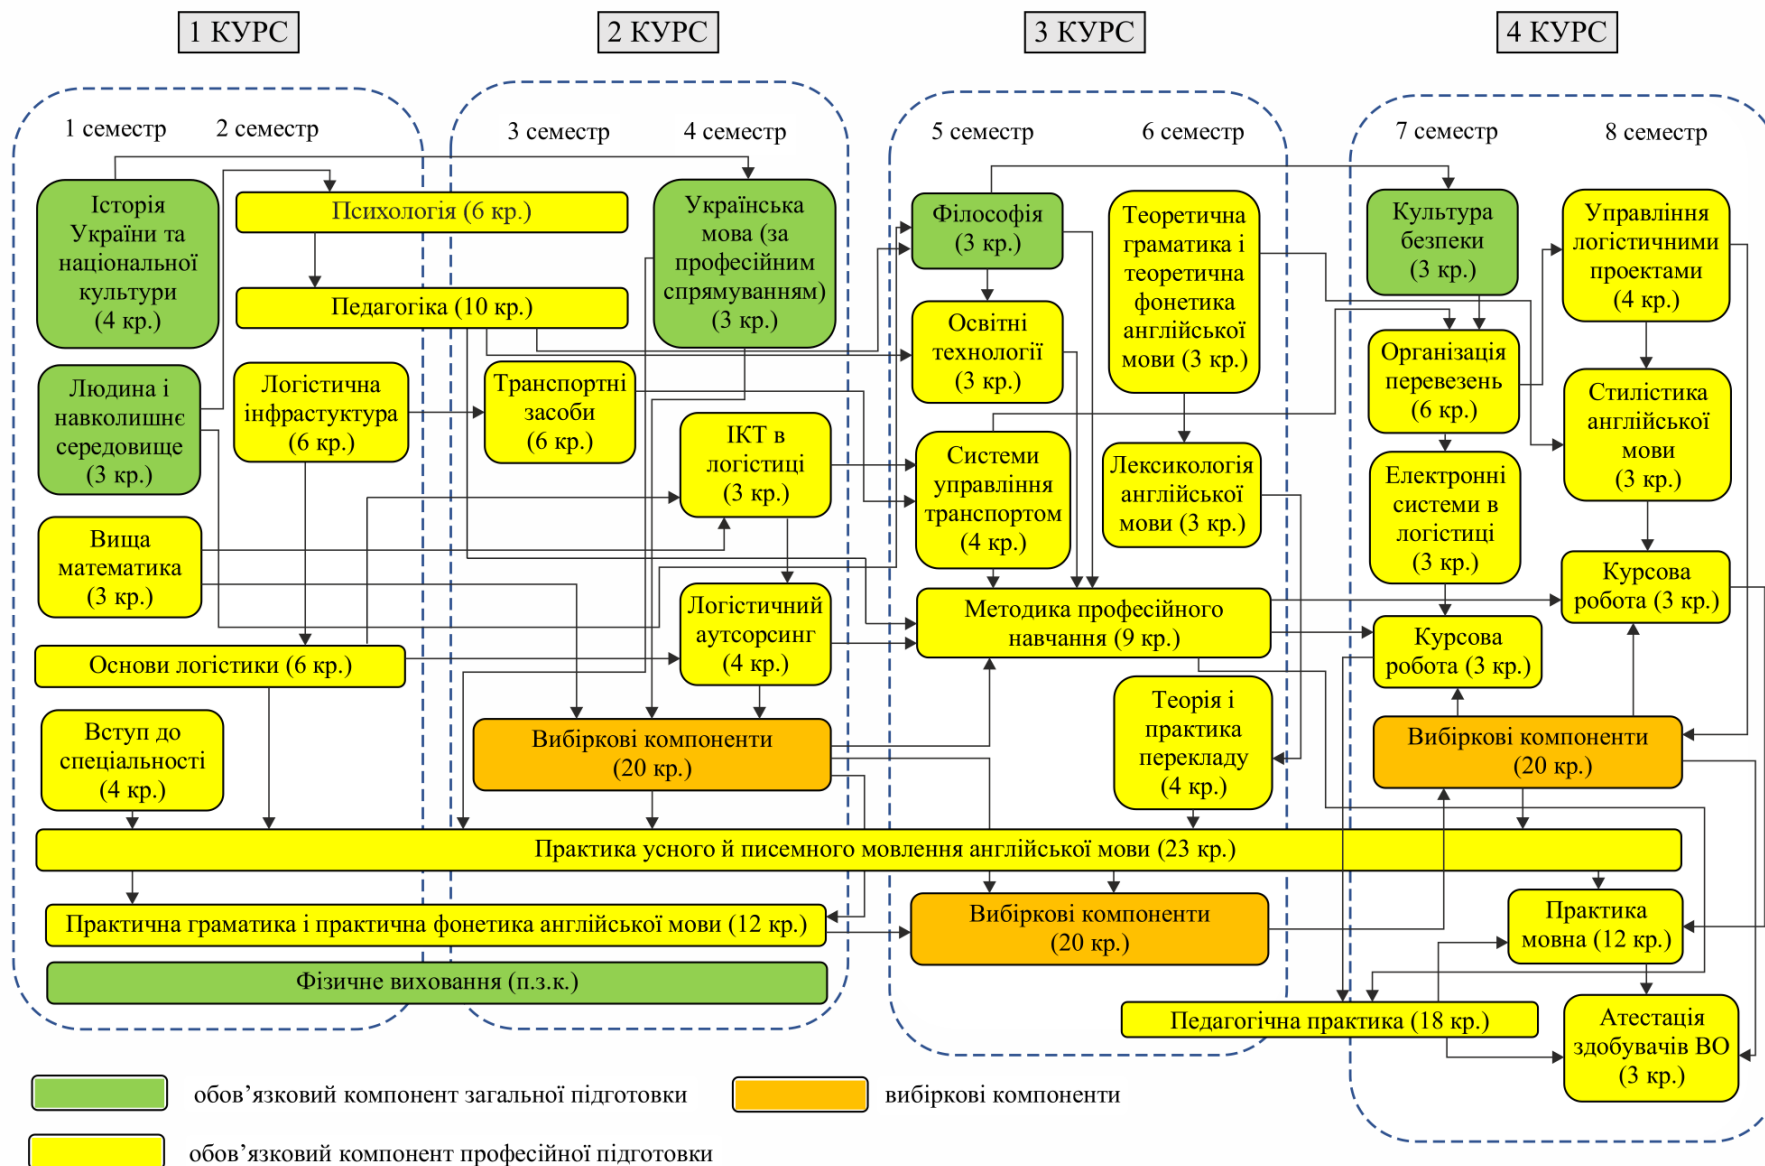 1 КУРС
2 КУРС
3 КУРС
4 КУРС
1 семестр
2 семестр
3 семестр
4 семестр
5 семестр
6 семестр
7 семестр
8 семестр
Історія
України та
національної
культури
(4 кр.)
Психологія (6 кр.)
Українська
мова (за
професійним
спрямуванням)
(3 кр.)
Філософія
(3 кр.)
Теоретична
граматика і
теоретична
фонетика
англійської
мови (3 кр.)
Культура
безпеки
(3 кр.)
Управління
логістичними
проектами
(4 кр.)
Педагогіка (10 кр.)
Освітні
технології
(3 кр.)
Організація
перевезень
(6 кр.)
Людина і
навколишнє
середовище
(3 кр.)
Логістична
інфраструктура
(6 кр.)
Транспортні
засоби
(6 кр.)
ІКТ в
логістиці
(3 кр.)
Системи
управління
транспортом
(4 кр.)
Лексикологія
англійської
мови (3 кр.)
Електронні
системи в
логістиці
(3 кр.)
Стилістика
англійської
мови
(3 кр.)
Вища
математика
(3 кр.)
Логістичний
аутсорсинг
(4 кр.)
Методика професійного
навчання (9 кр.)
Курсова
робота (3 кр.)
Курсова
робота (3 кр.)
Основи логістики (6 кр.)
Вступ до
спеціальності
(4 кр.)
Вибіркові компоненти
(20 кр.)
Теорія і
практика
перекладу
(4 кр.)
Вибіркові компоненти
(20 кр.)
Практика усного й писемного мовлення англійської мови (23 кр.)
Практична граматика і практична фонетика англійської мови (12 кр.)
Вибіркові компоненти
(20 кр.)
Практика
мовна (12 кр.)
Фізичне виховання (п.з.к.)
Педагогічна практика (18 кр.)
Атестація
здобувачів ВО
(3 кр.)
обов’язковий компонент загальної підготовки
вибіркові компоненти
обов’язковий компонент професійної підготовки